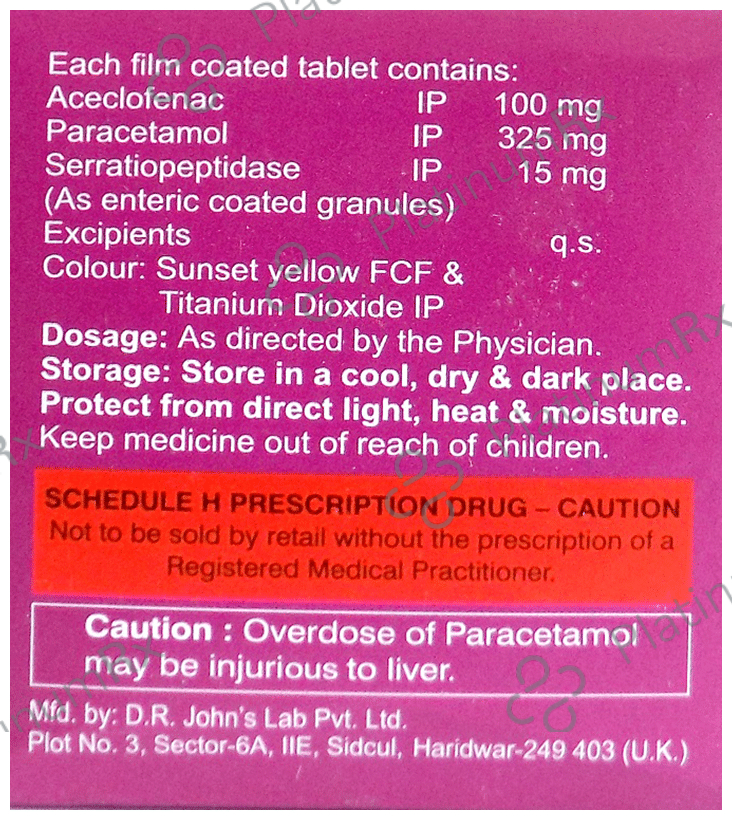 Each film coated tablet contains:
Aceclofenac IP 100 mg
Paracetamol IP 325 mg
Serratiopeptidase IP 15 mg
(As enteric coated granules)
Excipients q.s.
Colour: Sunset yellow FCF &
Titanium Dioxide IP
Dosage: As directed by the Physician.
Storage: Store in a cool, dry & dark place.
Protect from direct light, heat & moisture.
Keep medicine out of reach of children.
SCHEDULE H PRESCRIPTION DRUG – CAUTION
Not to be sold by retail without the prescription of a
Registered Medical Practitioner.
Caution : Overdose of Paracetamol
may be injurious to liver.
Mfd. by: D.R. John's Lab Pvt. Ltd.
Plot No. 3, Sector-6A, IIE, Sidcul, Haridwar-249 403 (U.K.)
PlatinumRx
PlatinumRx